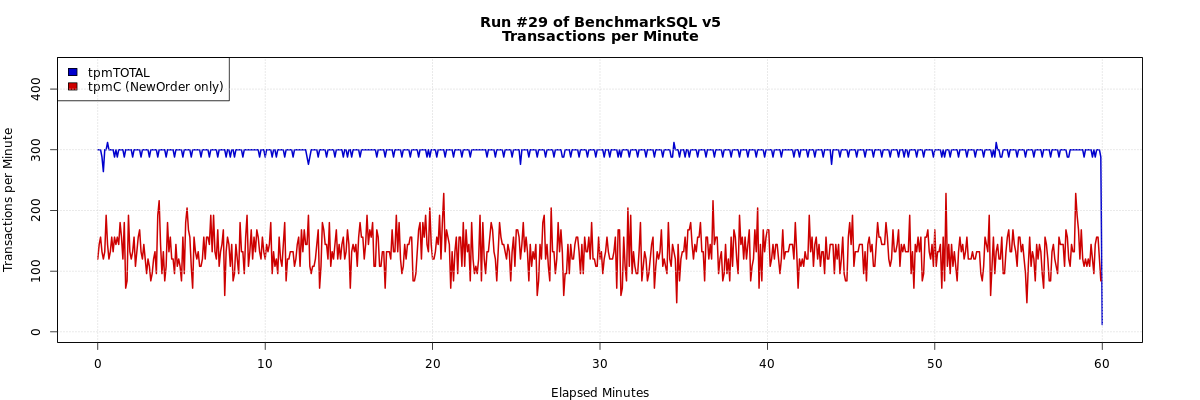 Run #29 of BenchmarkSQL v5
Transactions per Minute
tpmTOTAL
tpmC (NewOrder only)
Transactions per Minute
400
300
200
100
0
0 10 20 30 40 50 60
Elapsed Minutes